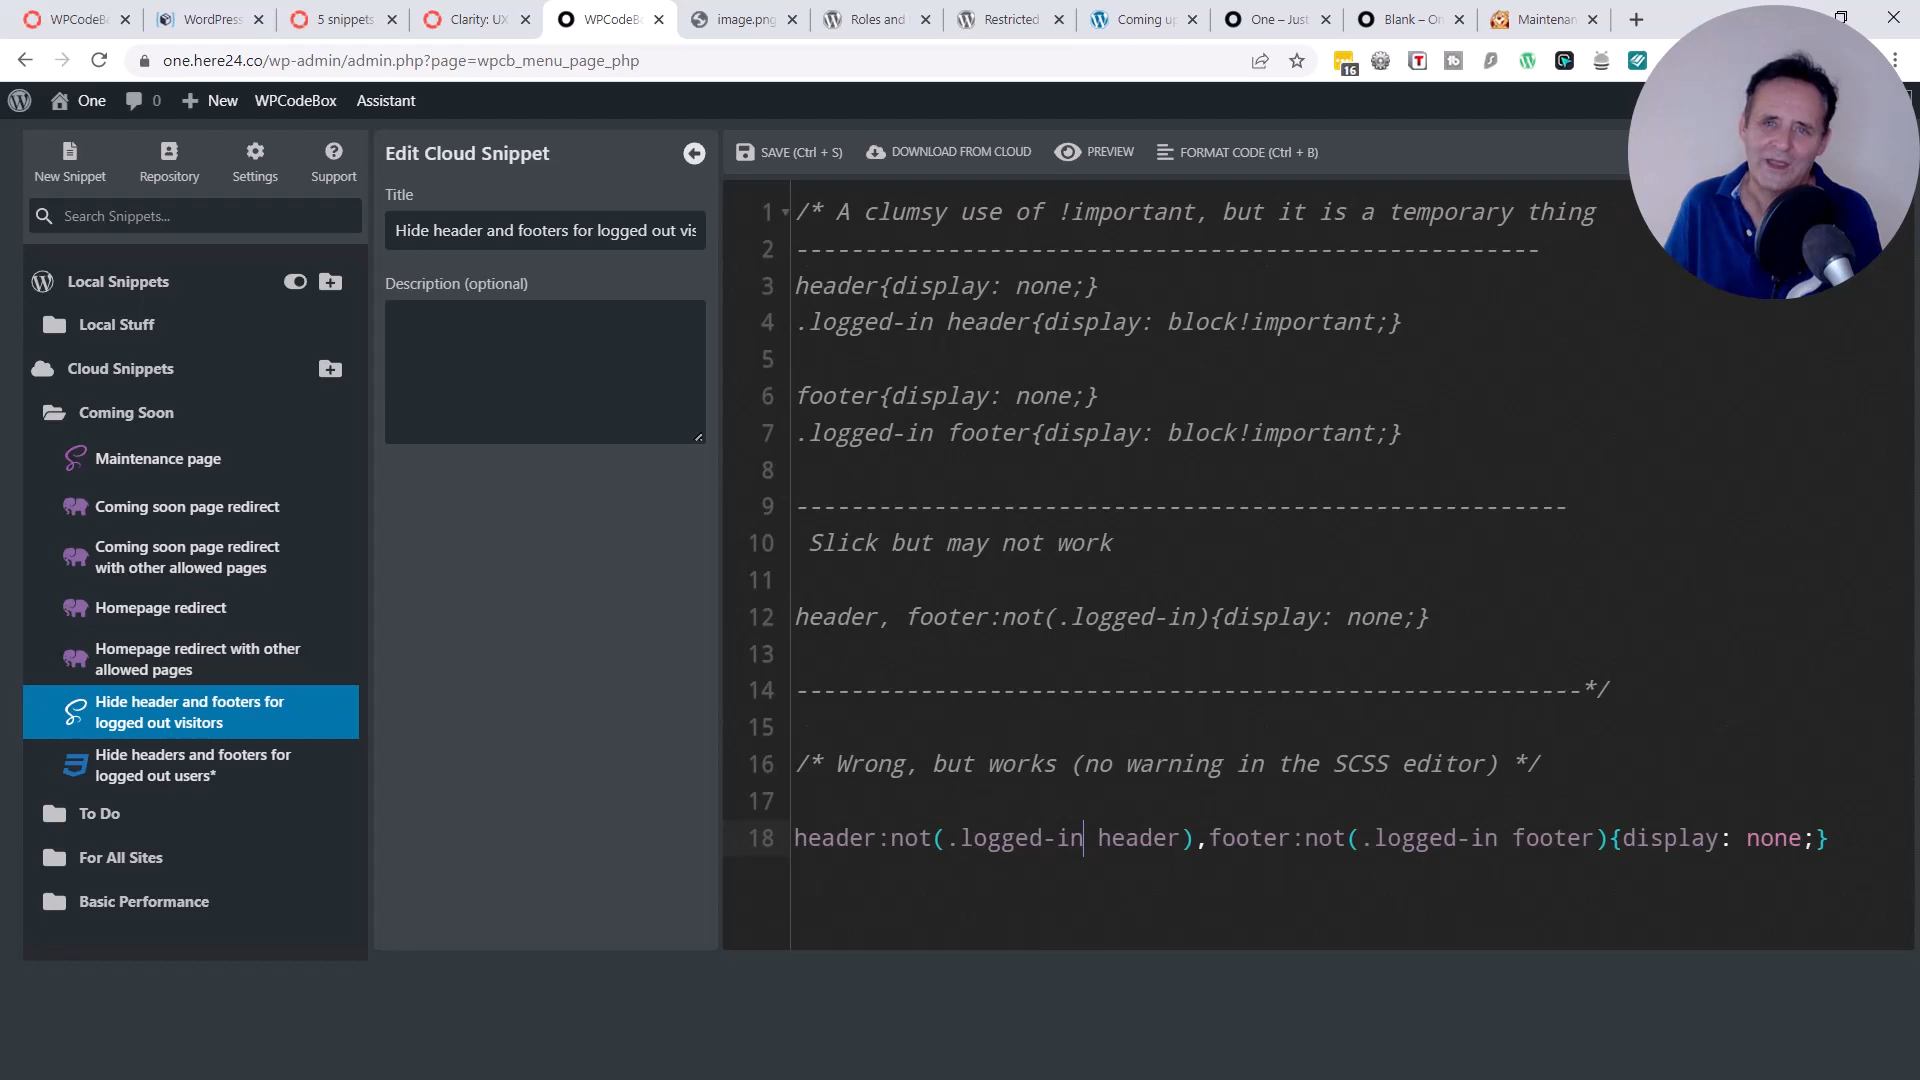 WPCodeBo
WordPress
5 snippets
Clarity: UX
WPCodeBo
image.png
Roles and
Restricted
Coming up
One – Just
Blank – On
Maintenan
one.here24.co/wp-admin/admin.php?page=wpcb_menu_page_php
16
One
0
New
WPCodeBox
Assistant
New Snippet
Repository
Settings
Support
Search Snippets...
Local Snippets
Local Stuff
Cloud Snippets
Coming Soon
Maintenance page
Coming soon page redirect
Coming soon page redirect
with other allowed pages
Homepage redirect
Homepage redirect with other
allowed pages
Hide header and footers for
logged out visitors
Hide headers and footers for
logged out users*
To Do
For All Sites
Basic Performance
Edit Cloud Snippet
Title
Hide header and footers for logged out vis
Description (optional)
SAVE (Ctrl + S)
DOWNLOAD FROM CLOUD
PREVIEW
FORMAT CODE (Ctrl + B)
1 /* A clumsy use of !important, but it is a temporary thing
2 ------------------------------------------------------
3 header{display: none;}
4 .logged-in header{display: block!important;}
5
6 footer{display: none;}
7 .logged-in footer{display: block!important;}
8
9 --------------------------------------------------------
10 Slick but may not work
11
12 header, footer:not(.logged-in){display: none;}
13
14 ---------------------------------------------------------*/
15
16 /* Wrong, but works (no warning in the SCSS editor) */
17
18 header:not(.logged-in header),footer:not(.logged-in footer){display: none;}